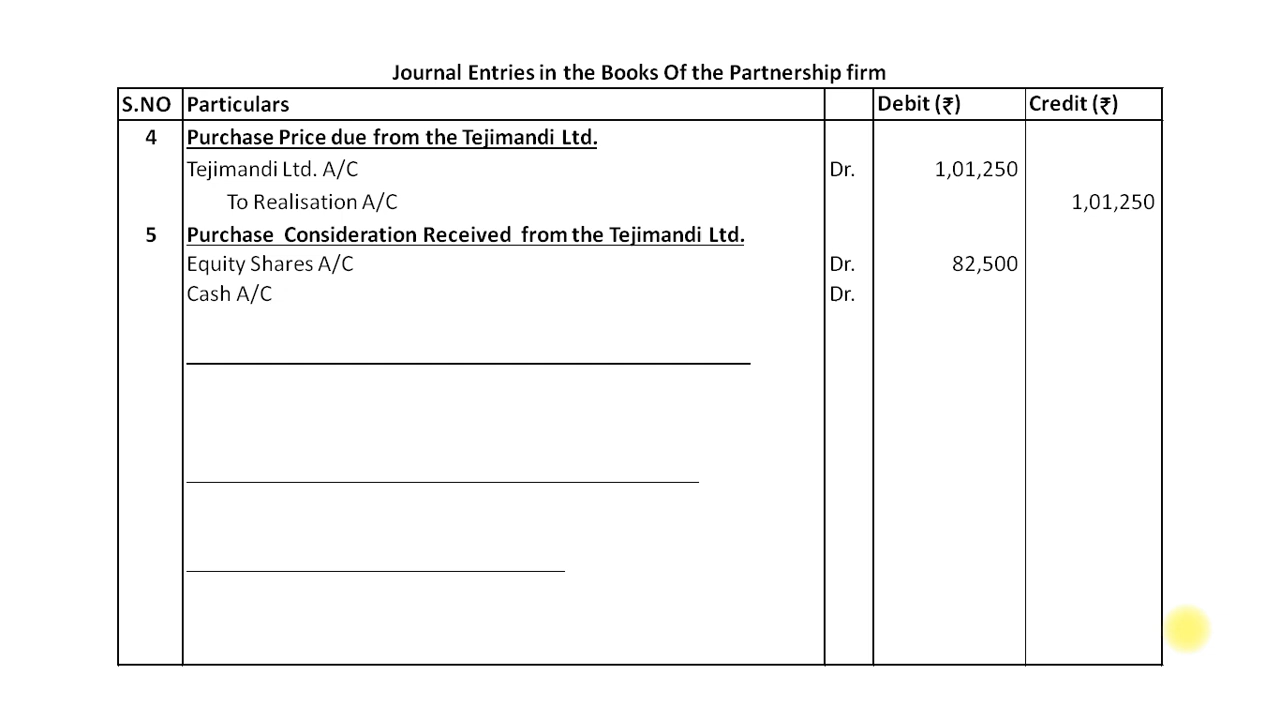 Journal Entries in the Books Of the Partnership firm
S.NO Particulars Debit (₹) Credit (₹)
4 Purchase Price due from the Tejimandi Ltd.
Tejimandi Ltd. A/C Dr. 1,01,250
To Realisation A/C 1,01,250
5 Purchase Consideration Received from the Tejimandi Ltd.
Equity Shares A/C Dr. 82,500
Cash A/C Dr.